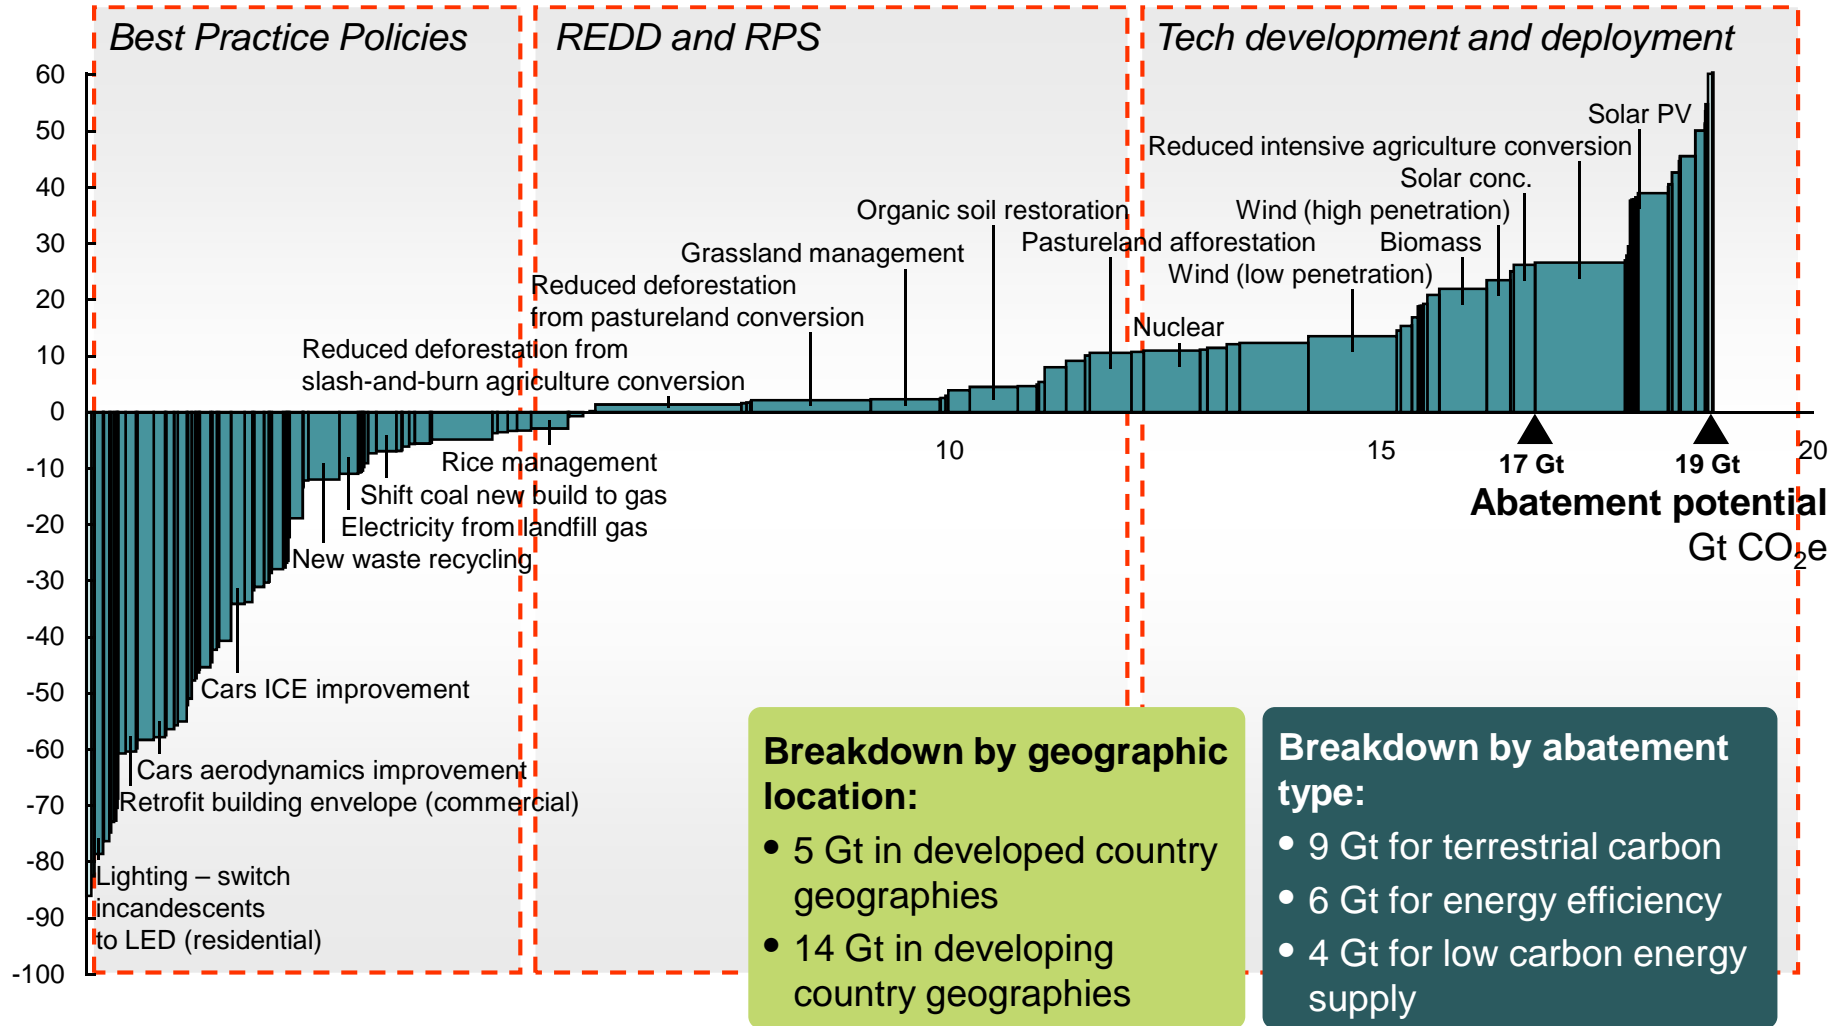 Best Practice Policies
REDD and RPS
Tech development and deployment
60
50
40
30
20
10
0
-10
-20
-30
-40
-50
-60
-70
-80
-90
-100
Solar PV
Reduced intensive agriculture conversion
Solar conc.
Organic soil restoration
Wind (high penetration)
Grassland management
Pastureland afforestation
Biomass
Reduced deforestation
from pastureland conversion
Wind (low penetration)
Nuclear
Reduced deforestation from
slash-and-burn agriculture conversion
10
15
20
17 Gt
19 Gt
Abatement potential
Gt CO₂e
Rice management
Shift coal new build to gas
Electricity from landfill gas
New waste recycling
Cars ICE improvement
Cars aerodynamics improvement
Retrofit building envelope (commercial)
Lighting – switch
incandescents
to LED (residential)
Breakdown by geographic
location:
• 5 Gt in developed country
geographies
• 14 Gt in developing
country geographies
Breakdown by abatement
type:
• 9 Gt for terrestrial carbon
• 6 Gt for energy efficiency
• 4 Gt for low carbon energy
supply